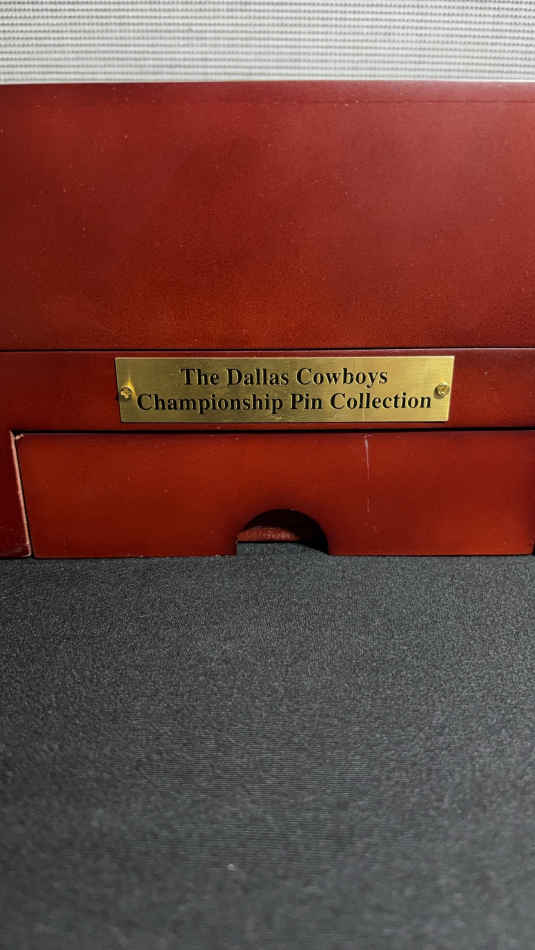 The Dallas Cowboys
Championship Pin Collection